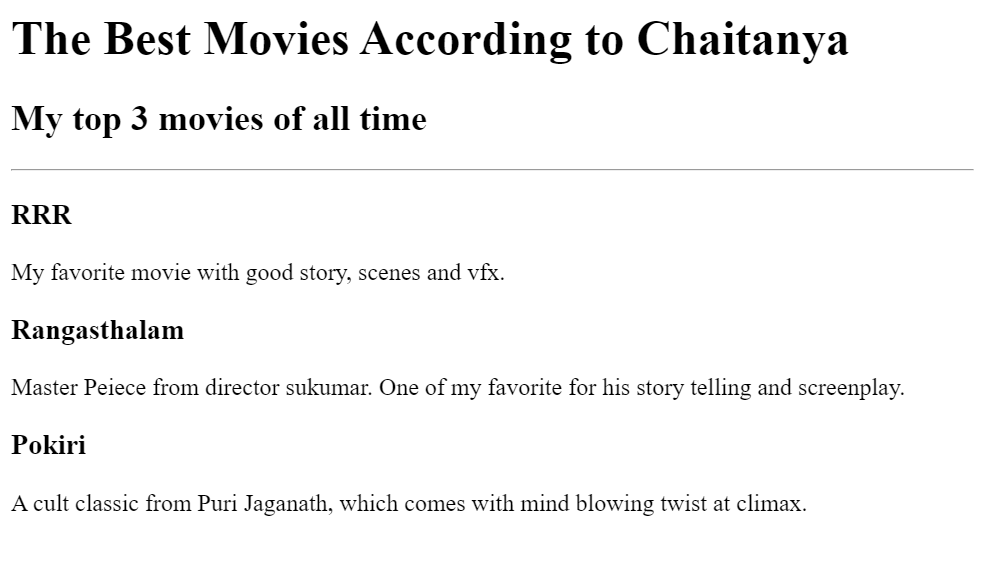 The Best Movies According to Chaitanya
My top 3 movies of all time
RRR
My favorite movie with good story, scenes and vfx.
Rangasthalam
Master Peiece from director sukumar. One of my favorite for his story telling and screenplay.
Pokiri
A cult classic from Puri Jaganath, which comes with mind blowing twist at climax.